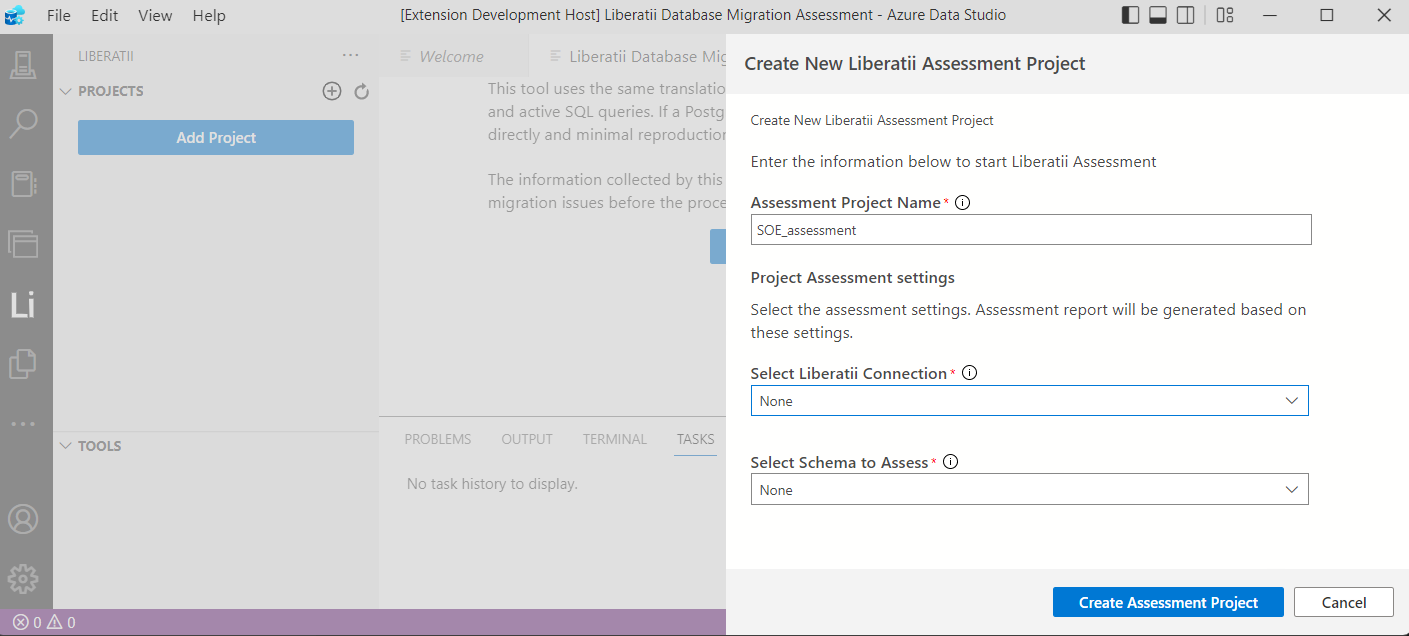 File Edit View Help
[Extension Development Host] Liberatii Database Migration Assessment - Azure Data Studio
LIBERATII
PROJECTS
Add Project
Li
TOOLS
Welcome
Liberatii Database Mig
This tool uses the same translatio
and active SQL queries. If a Postg
directly and minimal reproduction
The information collected by this
migration issues before the proce
PROBLEMS OUTPUT TERMINAL TASKS
No task history to display.
Create New Liberatii Assessment Project
Create New Liberatii Assessment Project
Enter the information below to start Liberatii Assessment
Assessment Project Name *
SOE_assessment
Project Assessment settings
Select the assessment settings. Assessment report will be generated based on
these settings.
Select Liberatii Connection *
None
Select Schema to Assess *
None
Create Assessment Project
Cancel
0 0